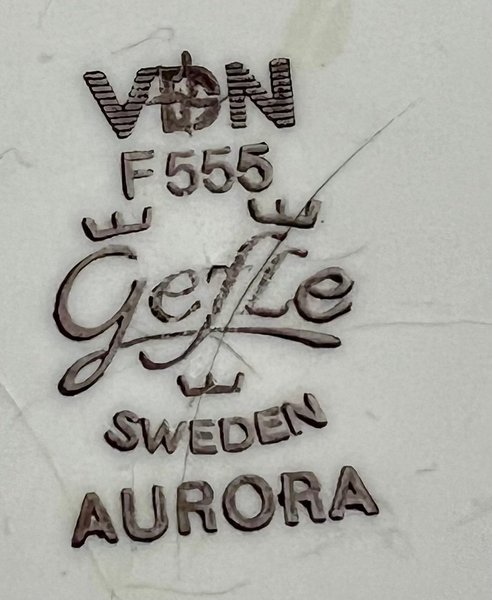 VDN
F 555
Gefle
SWEDEN
AURORA